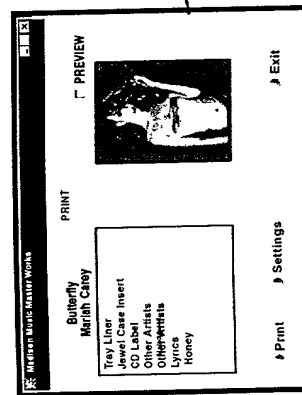 Madison Music Master Works
PRINT
Butterfly
Mariah Carey
PREVIEW
Tray Liner
Jewel Case Insert
CD Label
Other Artists
Other Artists
Lyrics
Honey
Print
Settings
Exit